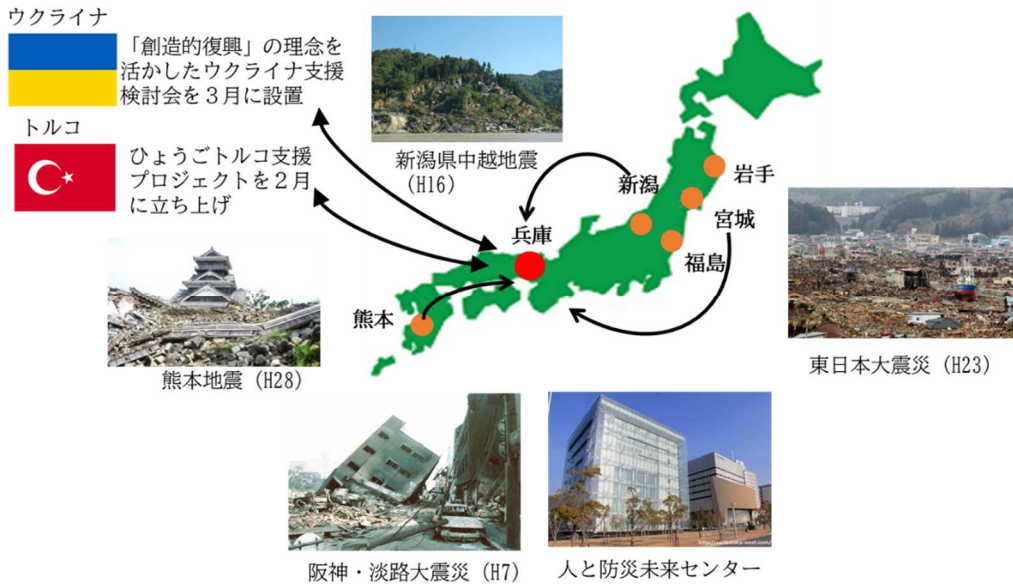 ウクライナ
「創造的復興」の理念を
活かしたウクライナ支援
検討会を３月に設置
トルコ
ひょうごトルコ支援
プロジェクトを２月
に立ち上げ
新潟県中越地震
(H16)
新潟
岩手
宮城
福島
兵庫
熊本
熊本地震 (H28)
東日本大震災 (H23)
阪神・淡路大震災 (H7)
人と防災未来センター